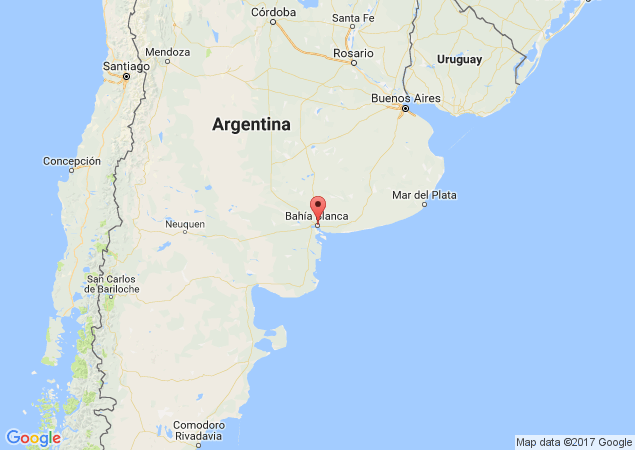 Córdoba
Santa Fe
Mendoza
Rosario
Uruguay
Santiago
Buenos Aires
Argentina
Concepción
Mar del Plata
Bahía Blanca
Neuquen
San Carlos
de Bariloche
Comodoro
Rivadavia
Google
Map data ©2017 Google